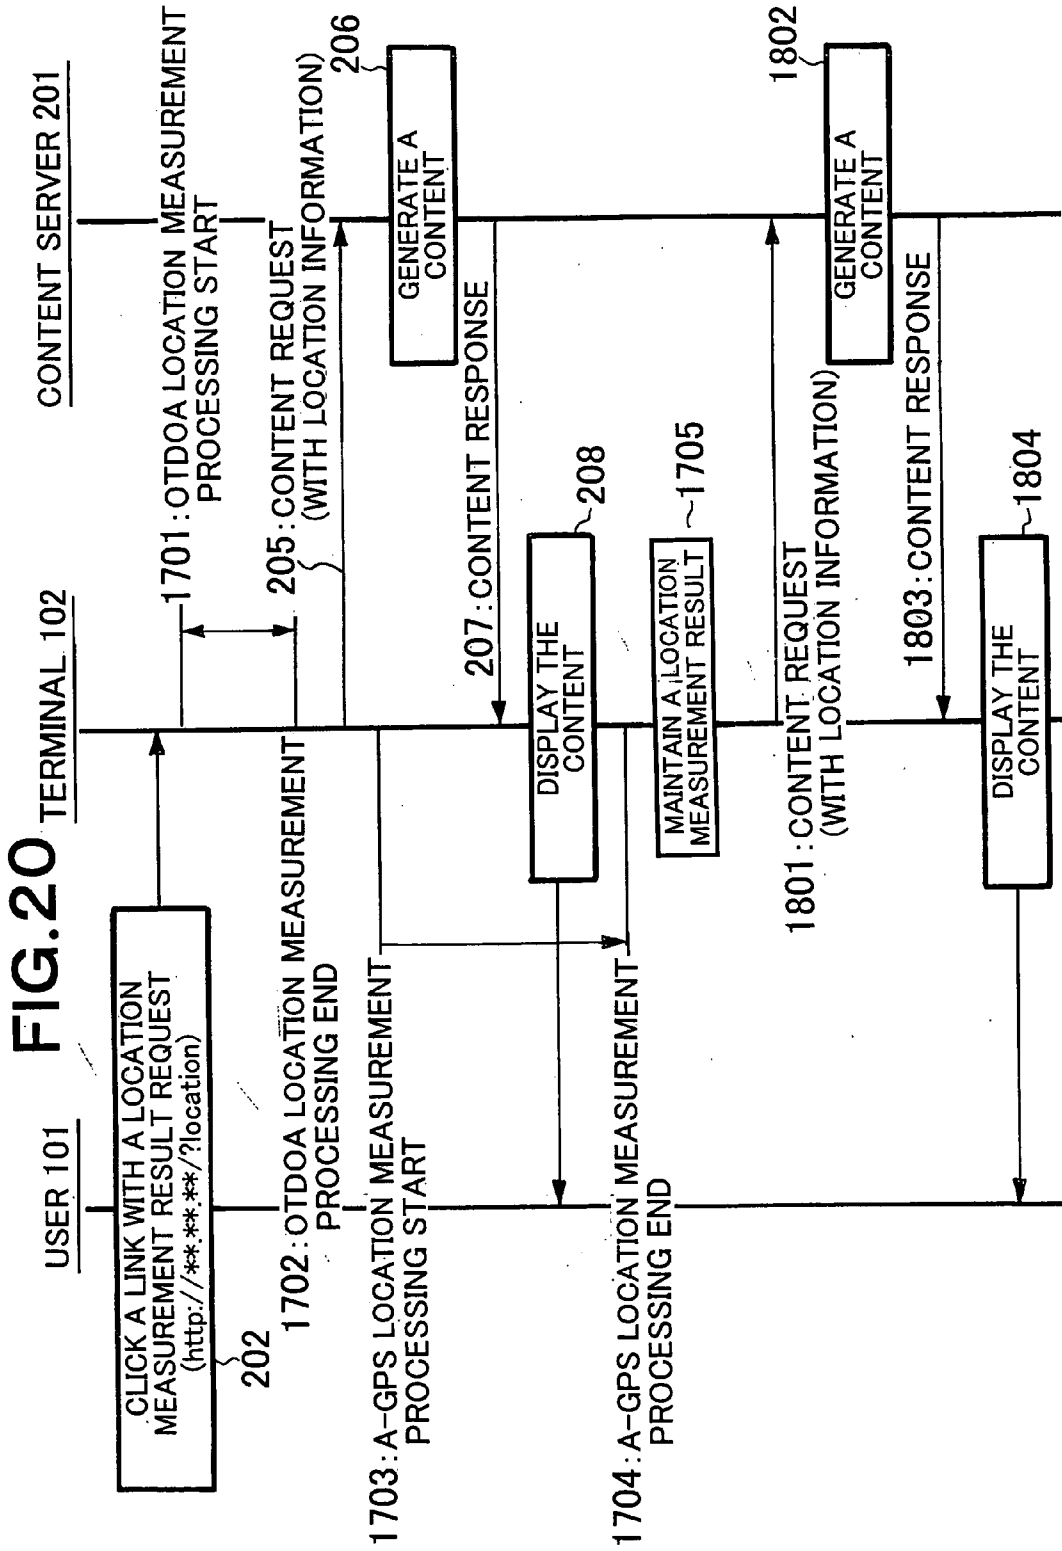 FIG.20
USER 101
TERMINAL 102
CONTENT SERVER 201
CLICK A LINK WITH A LOCATION
MEASUREMENT RESULT REQUEST
(http://**.**.**/?location)
202
1701:OTDOA LOCATION MEASUREMENT
PROCESSING START
1702:OTDOA LOCATION MEASUREMENT
PROCESSING END
205:CONTENT REQUEST
(WITH LOCATION INFORMATION)
1703:A-GPS LOCATION MEASUREMENT
PROCESSING START
GENERATE A
CONTENT
206
207:CONTENT RESPONSE
DISPLAY THE
CONTENT
208
1704:A-GPS LOCATION MEASUREMENT
PROCESSING END
MAINTAIN A LOCATION
MEASUREMENT RESULT
1705
1801:CONTENT REQUEST
(WITH LOCATION INFORMATION)
GENERATE A
CONTENT
1802
1803:CONTENT RESPONSE
DISPLAY THE
CONTENT
1804